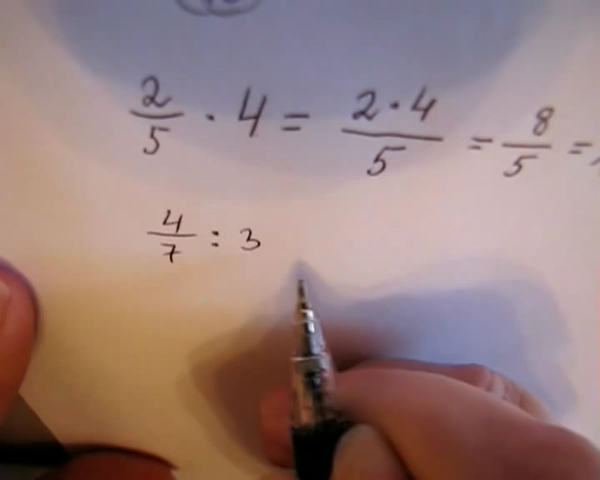 2/5 · 4 = 2·4/5 = 8/5 =
4/7 : 3